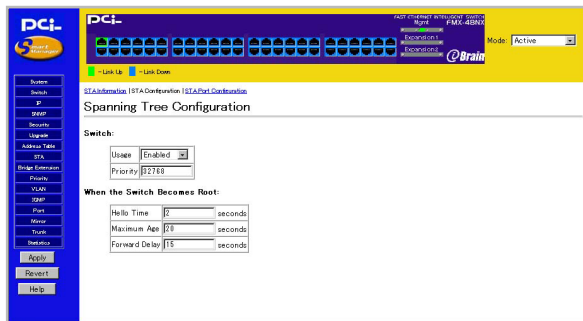 PCi-
Smart
Manager
PCi-
FAST ETHERNET INTELLIGENT SWITCH
Mgmt FMX-48NX
Expansion1
Expansion2
Brain
Mode: Active
- Link Up - Link Down
System
Switch
IP
SNMP
Security
Upgrade
Address Table
STA
Bridge Extension
Priority
VLAN
IGMP
Port
Mirror
Trunk
Statistics
Apply
Revert
Help
STA Information | STA Configuration | STA Port Configuration
Spanning Tree Configuration
Switch:
Usage Enabled
Priority 32768
When the Switch Becomes Root:
Hello Time 2 seconds
Maximum Age 20 seconds
Forward Delay 15 seconds